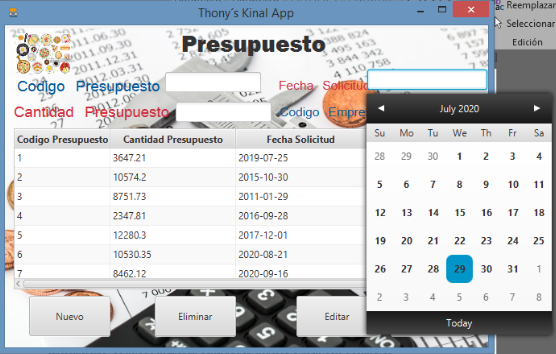 Thony´s Kinal App
Reemplazar
Seleccionar
Edición
Presupuesto
Codigo Presupuesto
Fecha Solicitud
Cantidad Presupuesto
Codigo Empre
Codigo Presupuesto Cantidad Presupuesto Fecha Solicitud
1 3647.21 2019-07-25
2 10574.2 2015-10-30
3 8751.73 2011-01-29
4 2347.81 2016-09-28
5 12280.3 2017-12-01
6 10530.35 2020-08-21
7 8462.12 2020-09-16
Nuevo Eliminar Editar
July 2020
Su Mo Tu We Th Fr Sa
28 29 30 1 2 3 4
5 6 7 8 9 10 11
12 13 14 15 16 17 18
19 20 21 22 23 24 25
26 27 28 29 30 31 1
2 3 4 5 6 7 8
Today